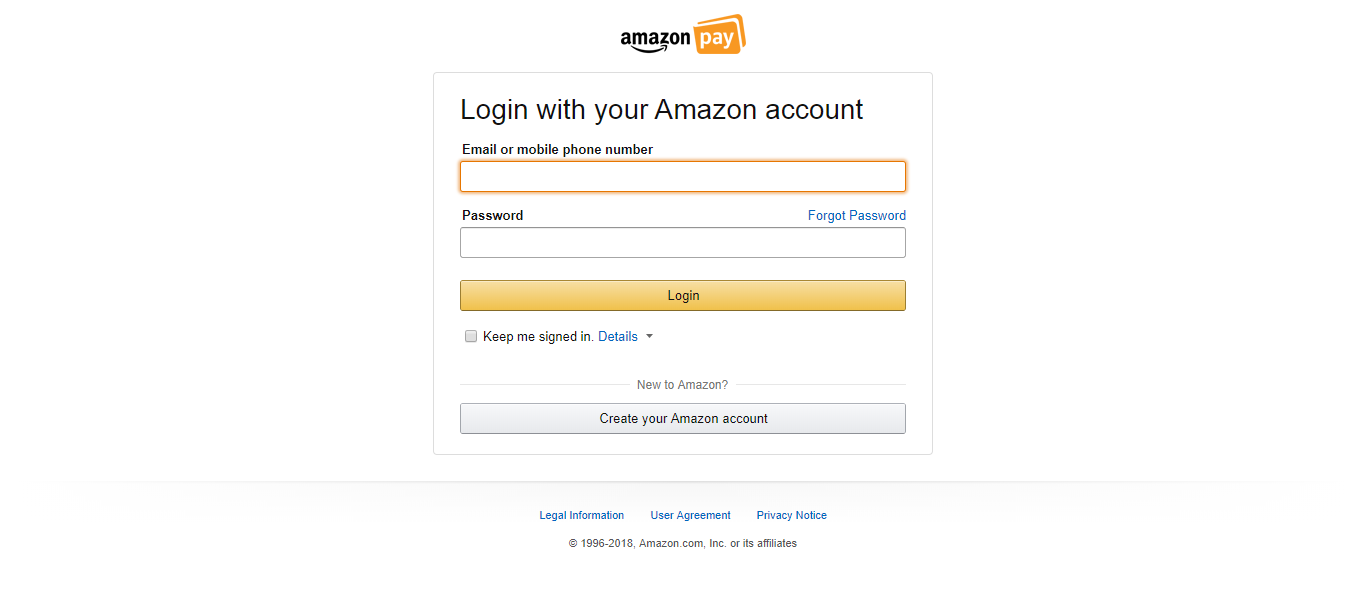 amazon pay
Login with your Amazon account
Email or mobile phone number
Password Forgot Password
Login
Keep me signed in. Details
New to Amazon?
Create your Amazon account
Legal Information User Agreement Privacy Notice
© 1996-2018, Amazon.com, Inc. or its affiliates